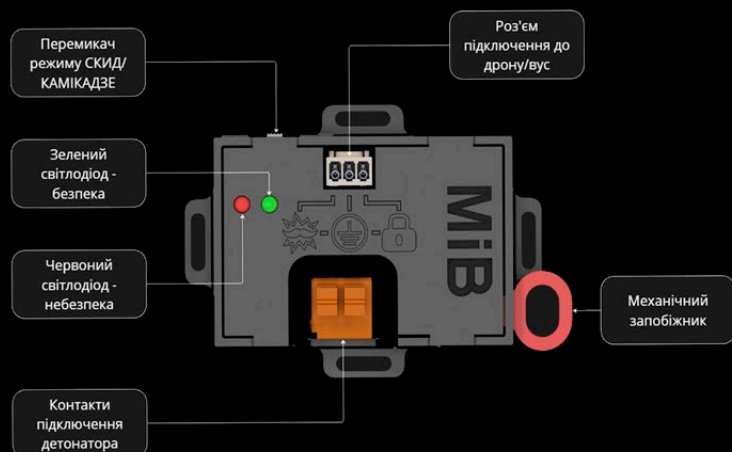 Перемикач
режиму СКИД/
КАМІКАДЗЕ
Роз'єм
підключення до
дрону/вус
Зелений
світлодіод -
безпека
Червоний
світлодіод -
небезпека
MiB
Механічний
запобіжник
Контакти
підключення
детонатора